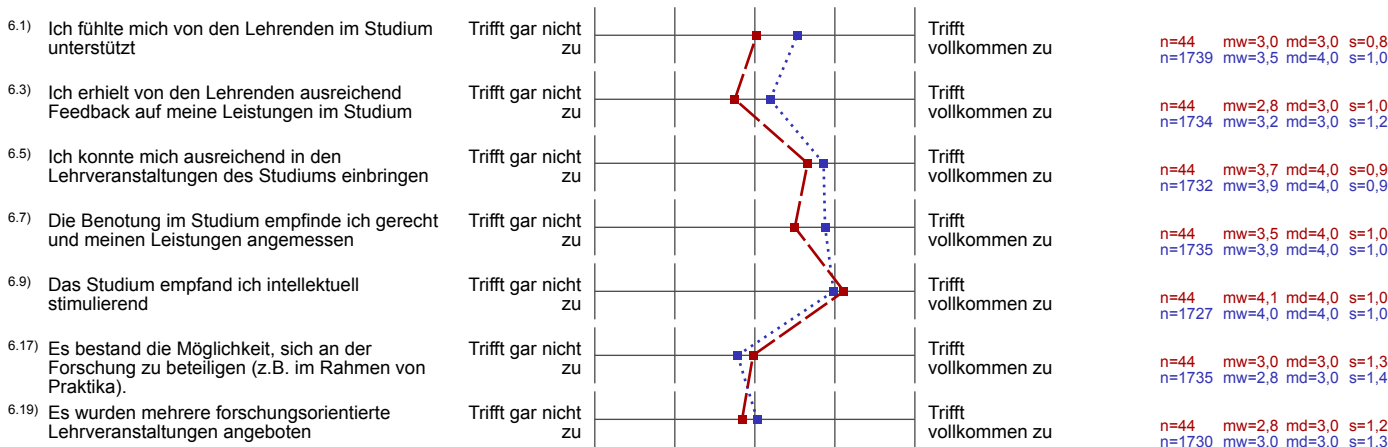 6.1) Ich fühlte mich von den Lehrenden im Studium
unterstützt
Trifft gar nicht
zu
Trifft
vollkommen zu
n=44 mw=3,0 md=3,0 s=0,8
n=1739 mw=3,5 md=4,0 s=1,0
6.3) Ich erhielt von den Lehrenden ausreichend
Feedback auf meine Leistungen im Studium
Trifft gar nicht
zu
Trifft
vollkommen zu
n=44 mw=2,8 md=3,0 s=1,0
n=1734 mw=3,2 md=3,0 s=1,2
6.5) Ich konnte mich ausreichend in den
Lehrveranstaltungen des Studiums einbringen
Trifft gar nicht
zu
Trifft
vollkommen zu
n=44 mw=3,7 md=4,0 s=0,9
n=1732 mw=3,9 md=4,0 s=0,9
6.7) Die Benotung im Studium empfinde ich gerecht
und meinen Leistungen angemessen
Trifft gar nicht
zu
Trifft
vollkommen zu
n=44 mw=3,5 md=4,0 s=1,0
n=1735 mw=3,9 md=4,0 s=1,0
6.9) Das Studium empfand ich intellektuell
stimulierend
Trifft gar nicht
zu
Trifft
vollkommen zu
n=44 mw=4,1 md=4,0 s=1,0
n=1727 mw=4,0 md=4,0 s=1,0
6.17) Es bestand die Möglichkeit, sich an der
Forschung zu beteiligen (z.B. im Rahmen von
Praktika).
Trifft gar nicht
zu
Trifft
vollkommen zu
n=44 mw=3,0 md=3,0 s=1,3
n=1735 mw=2,8 md=3,0 s=1,4
6.19) Es wurden mehrere forschungsorientierte
Lehrveranstaltungen angeboten
Trifft gar nicht
zu
Trifft
vollkommen zu
n=44 mw=2,8 md=3,0 s=1,2
n=1730 mw=3,0 md=3,0 s=1,3